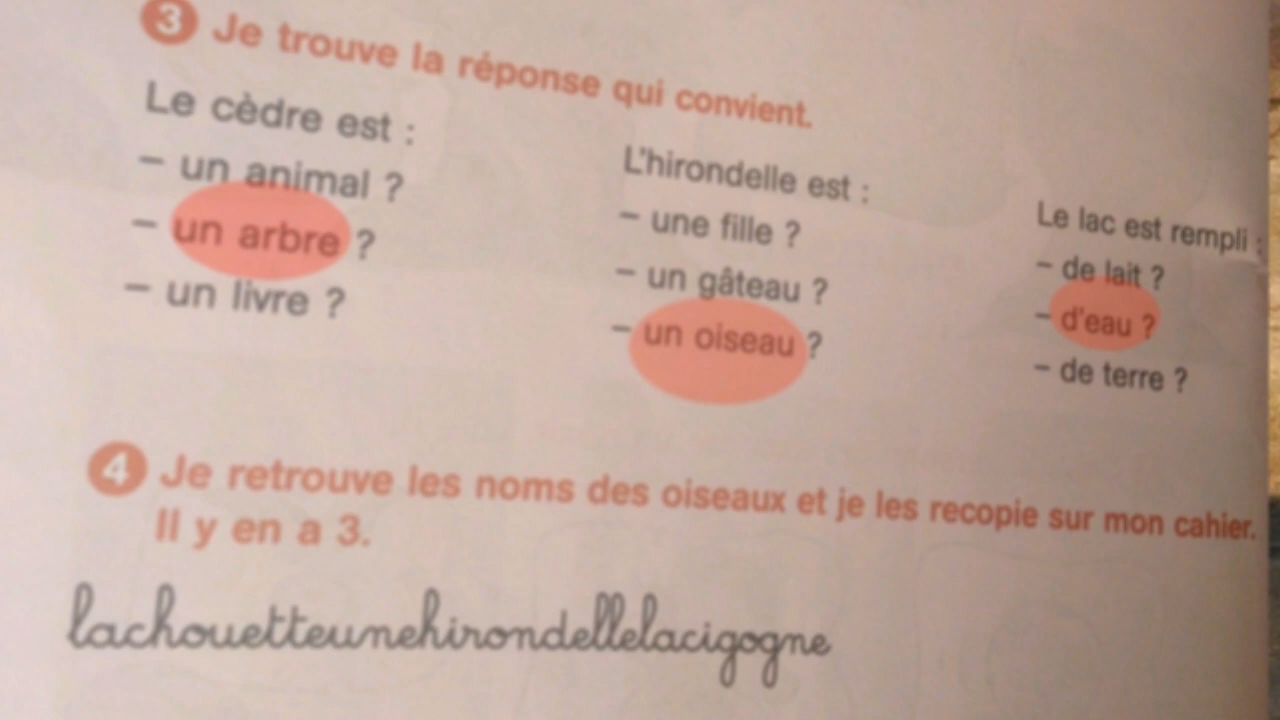 3 Je trouve la réponse qui convient.
Le cèdre est :
– un animal ?
– un arbre ?
– un livre ?
L'hirondelle est :
– une fille ?
– un gâteau ?
– un oiseau ?
Le lac est rempli :
– de lait ?
– d'eau ?
– de terre ?
4 Je retrouve les noms des oiseaux et je les recopie sur mon cahier.
Il y en a 3.
lachouetteunehirondellelacigogne